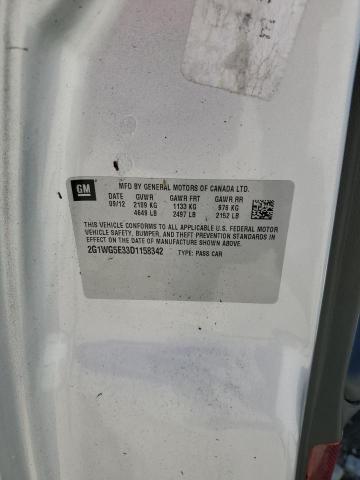 GM
MFD BY GENERAL MOTORS OF CANADA LTD.
DATE GVWR GAWR FRT GAWR RR
09/12 2109 KG 1133 KG 976 KG
4649 LB 2497 LB 2152 LB
THIS VEHICLE CONFORMS TO ALL APPLICABLE U.S. FEDERAL MOTOR
VEHICLE SAFETY, BUMPER, AND THEFT PREVENTION STANDARDS
IN EFFECT ON THE DATE OF MANUFACTURE SHOWN ABOVE.
2G1WG5E33D1158342 TYPE: PASS CAR